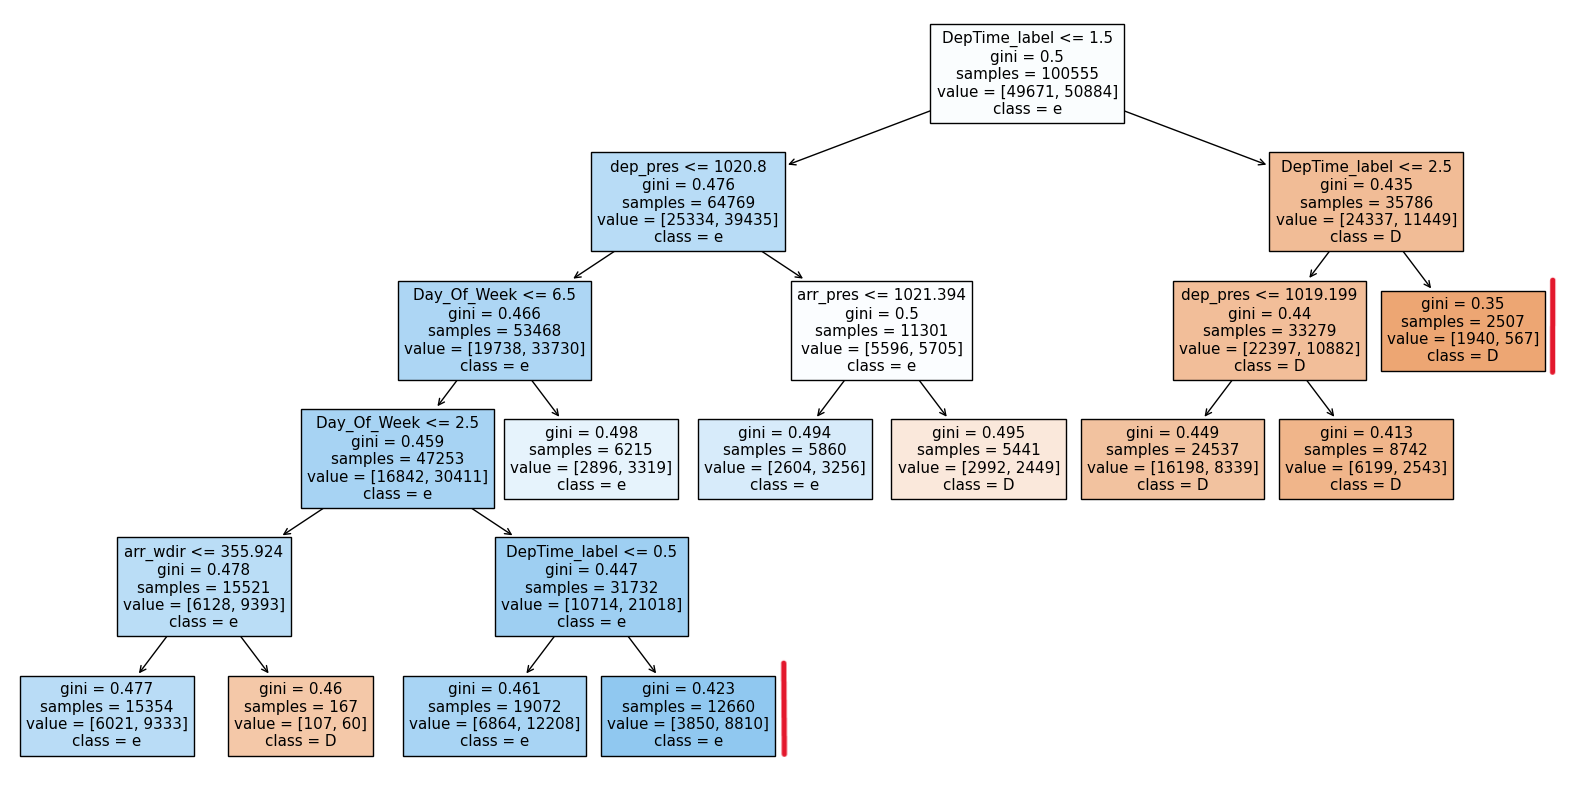 DepTime_label <= 1.5
gini = 0.5
samples = 100555
value = [49671, 50884]
class = e
dep_pres <= 1020.8
gini = 0.476
samples = 64769
value = [25334, 39435]
class = e
DepTime_label <= 2.5
gini = 0.435
samples = 35786
value = [24337, 11449]
class = D
Day_Of_Week <= 6.5
gini = 0.466
samples = 53468
value = [19738, 33730]
class = e
arr_pres <= 1021.394
gini = 0.5
samples = 11301
value = [5596, 5705]
class = e
dep_pres <= 1019.199
gini = 0.44
samples = 33279
value = [22397, 10882]
class = D
gini = 0.35
samples = 2507
value = [1940, 567]
class = D
Day_Of_Week <= 2.5
gini = 0.459
samples = 47253
value = [16842, 30411]
class = e
gini = 0.498
samples = 6215
value = [2896, 3319]
class = e
gini = 0.494
samples = 5860
value = [2604, 3256]
class = e
gini = 0.495
samples = 5441
value = [2992, 2449]
class = D
gini = 0.449
samples = 24537
value = [16198, 8339]
class = D
gini = 0.413
samples = 8742
value = [6199, 2543]
class = D
arr_wdir <= 355.924
gini = 0.478
samples = 15521
value = [6128, 9393]
class = e
DepTime_label <= 0.5
gini = 0.447
samples = 31732
value = [10714, 21018]
class = e
gini = 0.477
samples = 15354
value = [6021, 9333]
class = e
gini = 0.46
samples = 167
value = [107, 60]
class = D
gini = 0.461
samples = 19072
value = [6864, 12208]
class = e
gini = 0.423
samples = 12660
value = [3850, 8810]
class = e